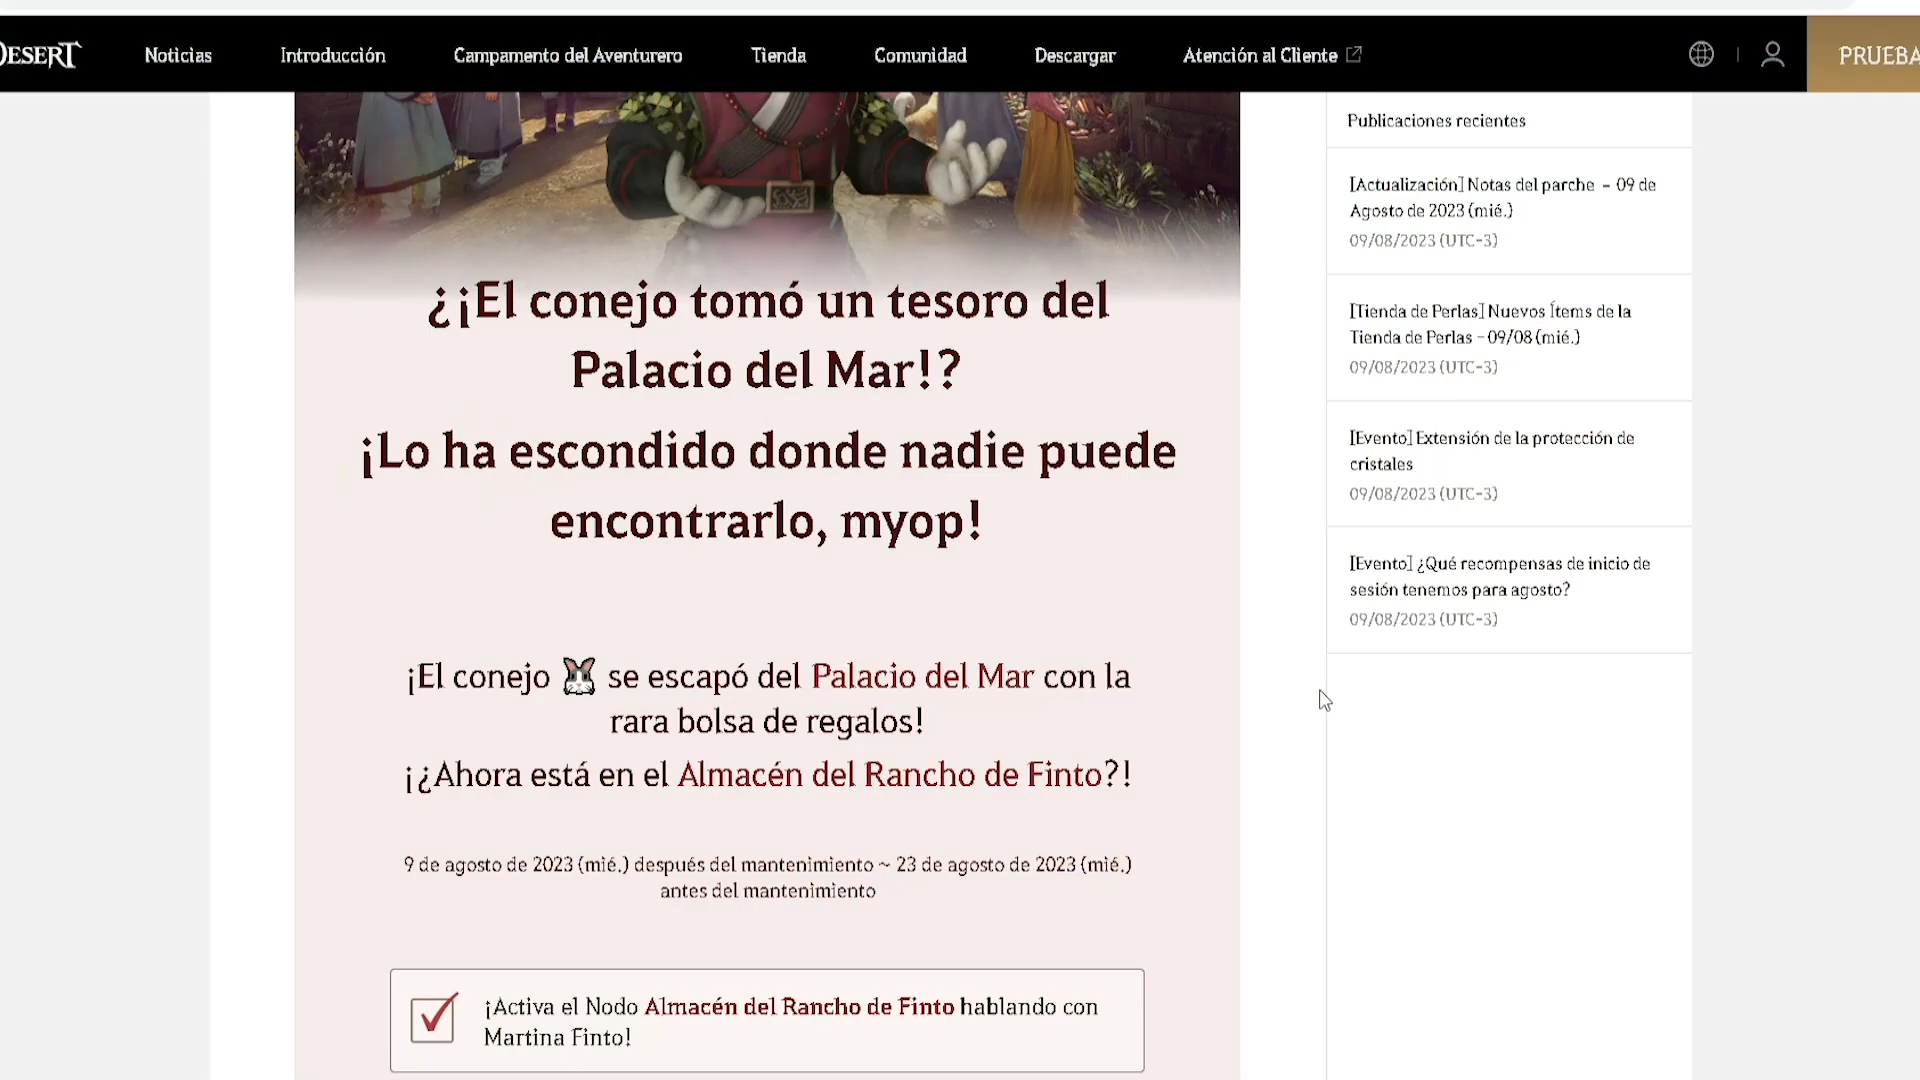 DESERT
Noticias
Introducción
Campamento del Aventurero
Tienda
Comunidad
Descargar
Atención al Cliente
PRUEBA
¿¡El conejo tomó un tesoro del
Palacio del Mar!?
¡Lo ha escondido donde nadie puede
encontrarlo, myop!
¡El conejo 🐰 se escapó del Palacio del Mar con la
rara bolsa de regalos!
¡¿Ahora está en el Almacén del Rancho de Finto?!
9 de agosto de 2023 (mié.) después del mantenimiento ~ 23 de agosto de 2023 (mié.)
antes del mantenimiento
¡Activa el Nodo Almacén del Rancho de Finto hablando con
Martina Finto!
Publicaciones recientes
[Actualización] Notas del parche - 09 de
Agosto de 2023 (mié.)
09/08/2023 (UTC-3)
[Tienda de Perlas] Nuevos Ítems de la
Tienda de Perlas - 09/08 (mié.)
09/08/2023 (UTC-3)
[Evento] Extensión de la protección de
cristales
09/08/2023 (UTC-3)
[Evento] ¿Qué recompensas de inicio de
sesión tenemos para agosto?
09/08/2023 (UTC-3)